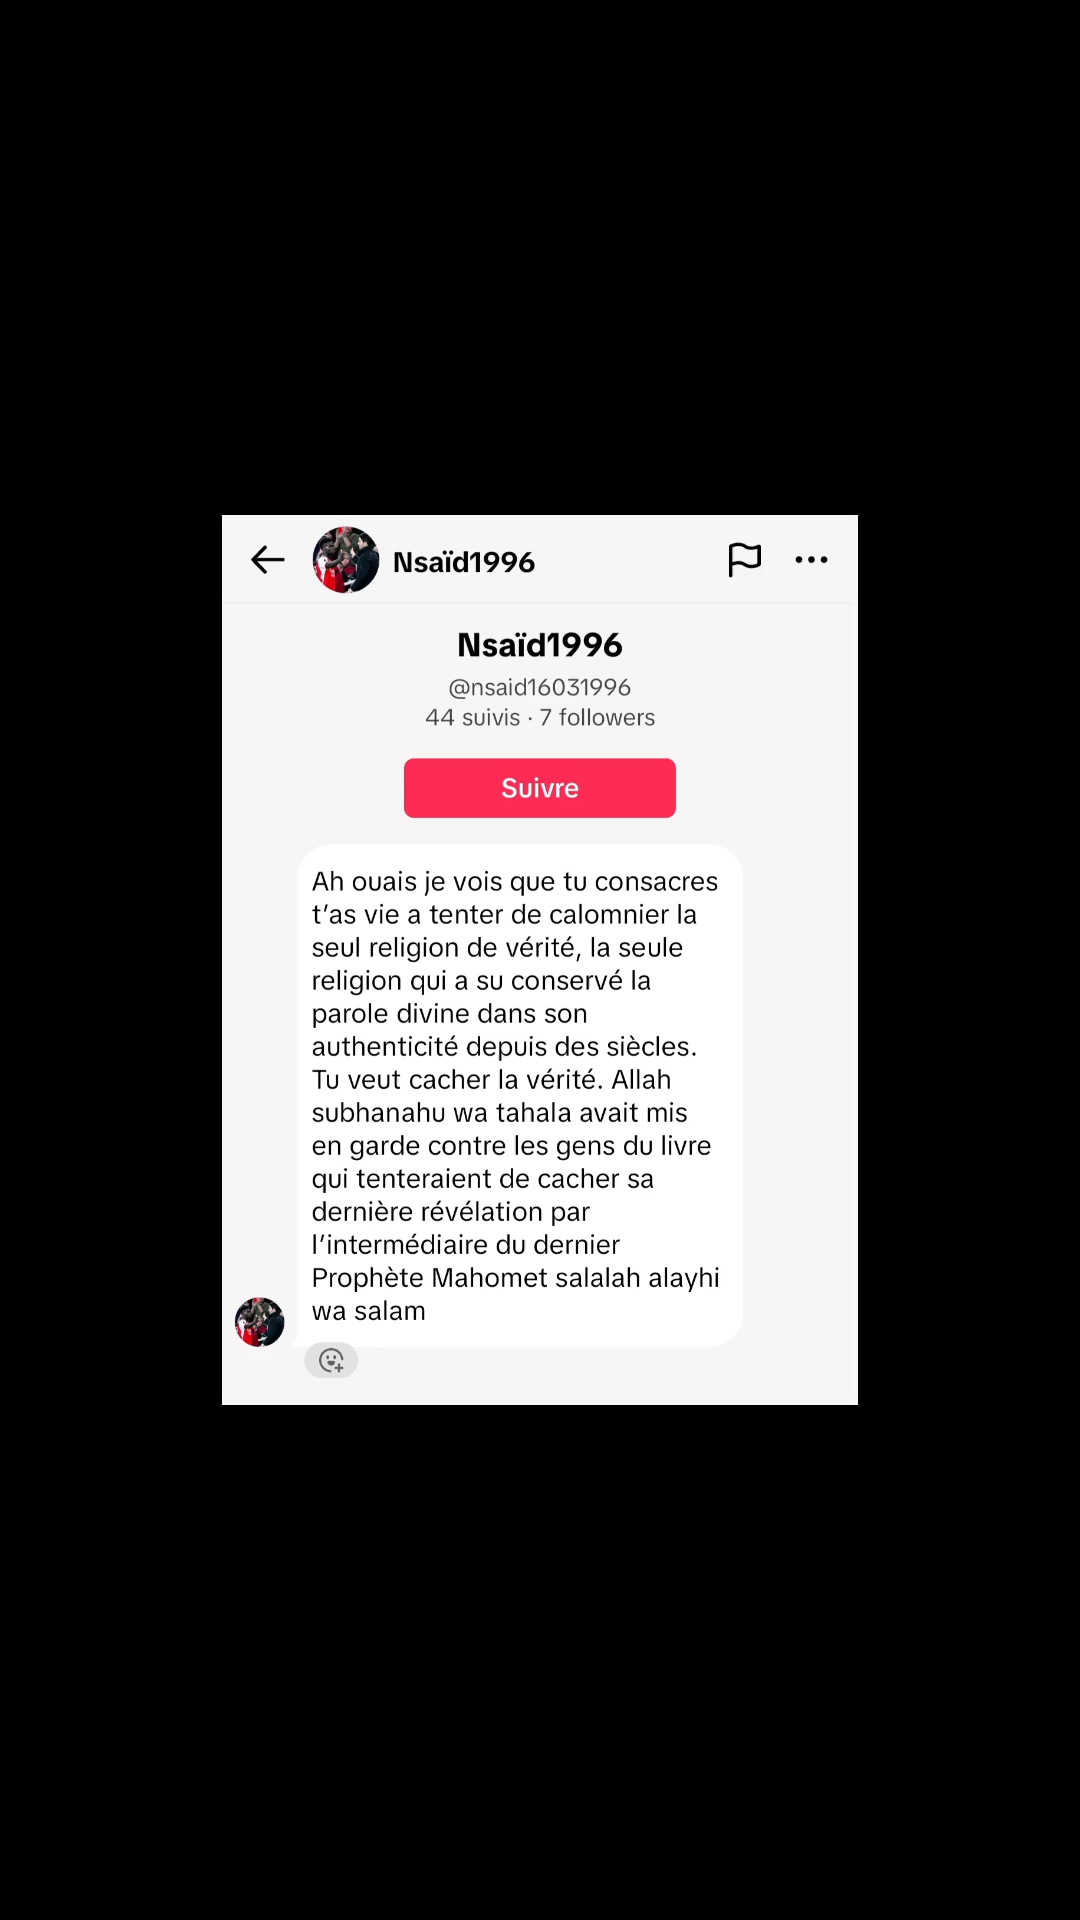 Nsaïd1996
Nsaïd1996
@nsaid16031996
44 suivis · 7 followers
Suivre
Ah ouais je vois que tu consacres
t’as vie a tenter de calomnier la
seul religion de vérité, la seule
religion qui a su conservé la
parole divine dans son
authenticité depuis des siècles.
Tu veut cacher la vérité. Allah
subhanahu wa tahala avait mis
en garde contre les gens du livre
qui tenteraient de cacher sa
dernière révélation par
l’intermédiaire du dernier
Prophète Mahomet salalah alayhi
wa salam